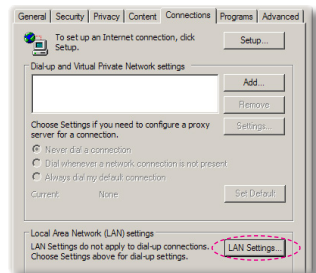 General Security Privacy Content Connections Programs Advanced
To set up an Internet connection, click
Setup.
Setup...
Dial-up and Virtual Private Network settings
Add...
Remove
Choose Settings if you need to configure a proxy
server for a connection.
Settings...
Never dial a connection
Dial whenever a network connection is not present
Always dial my default connection
Current None
Set Default
Local Area Network (LAN) settings
LAN Settings do not apply to dial-up connections.
Choose Settings above for dial-up settings.
LAN Settings...